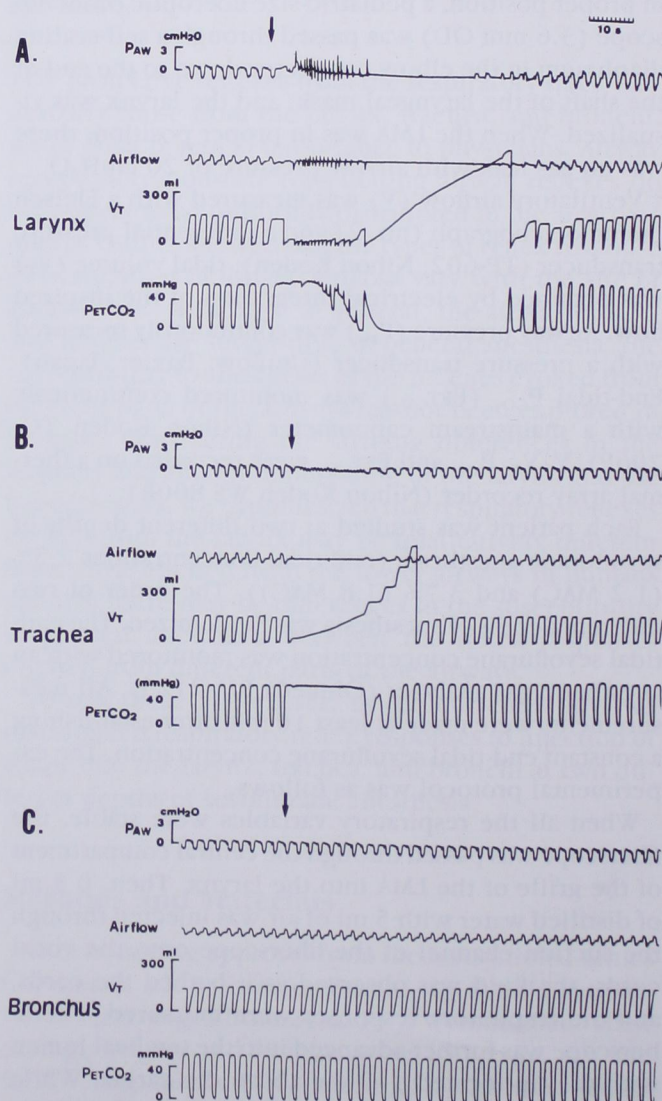 10 s
A.
cmH2O
PAW 3
0
Airflow
ml
300
VT
0
Larynx
mmHg
PETCO2 40
0
B.
cmH2O
PAW 3
0
Airflow
ml
300
VT
0
Trachea
(mmHg)
PETCO2 40
0
C.
cmH2O
PAW 3
0
Airflow
ml
300
VT
0
Bronchus
mmHg
PETCO2 40
0